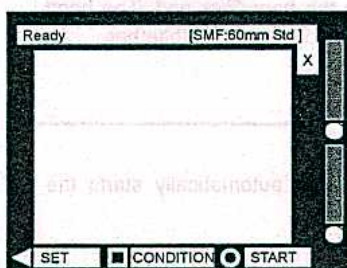 Ready [SMF:60mm Std ]
X
automatically starts the
SET CONDITION START